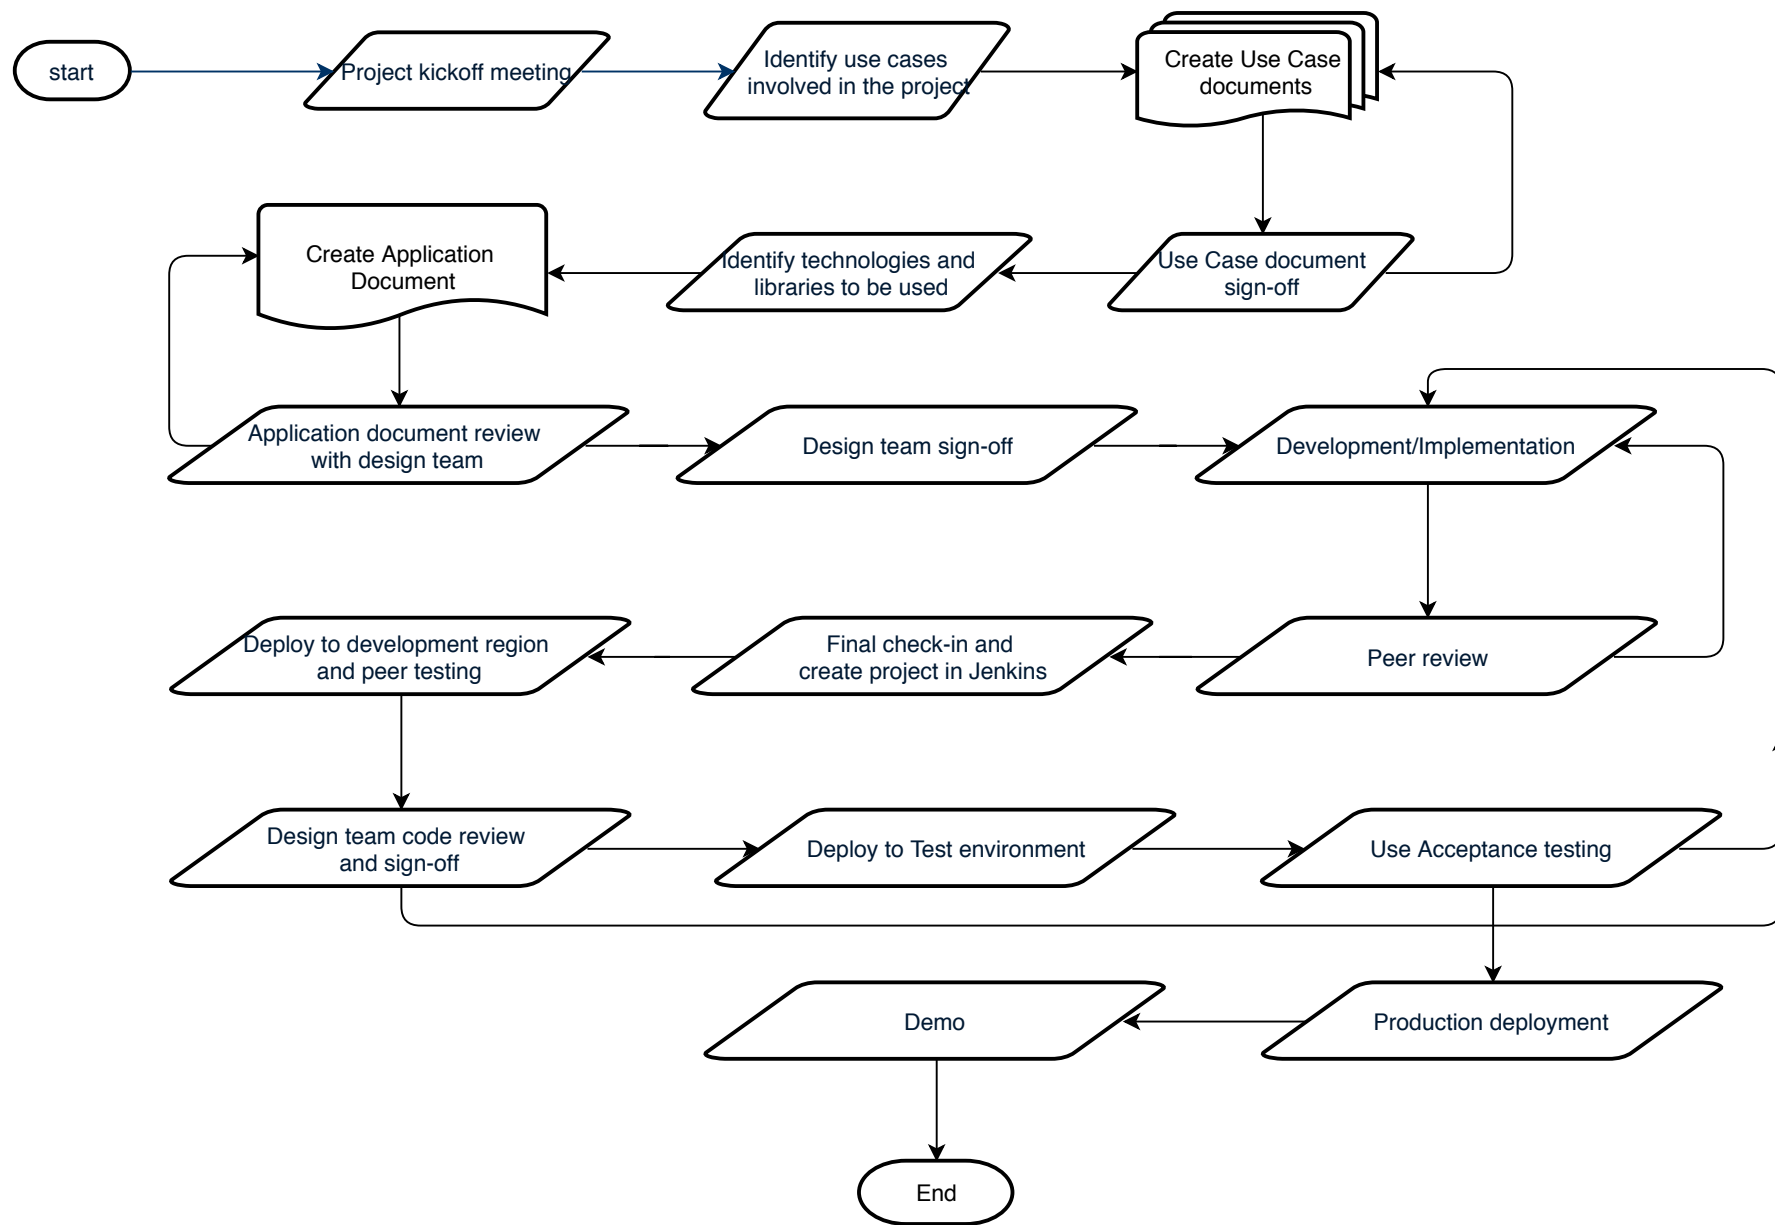 start
Project kickoff meeting
Identify use cases
involved in the project
Create Use Case
documents
Create Application
Document
Identify technologies and
libraries to be used
Use Case document
sign-off
Application document review
with design team
Design team sign-off
Development/Implementation
Deploy to development region
and peer testing
Final check-in and
create project in Jenkins
Peer review
Design team code review
and sign-off
Deploy to Test environment
Use Acceptance testing
Demo
Production deployment
End